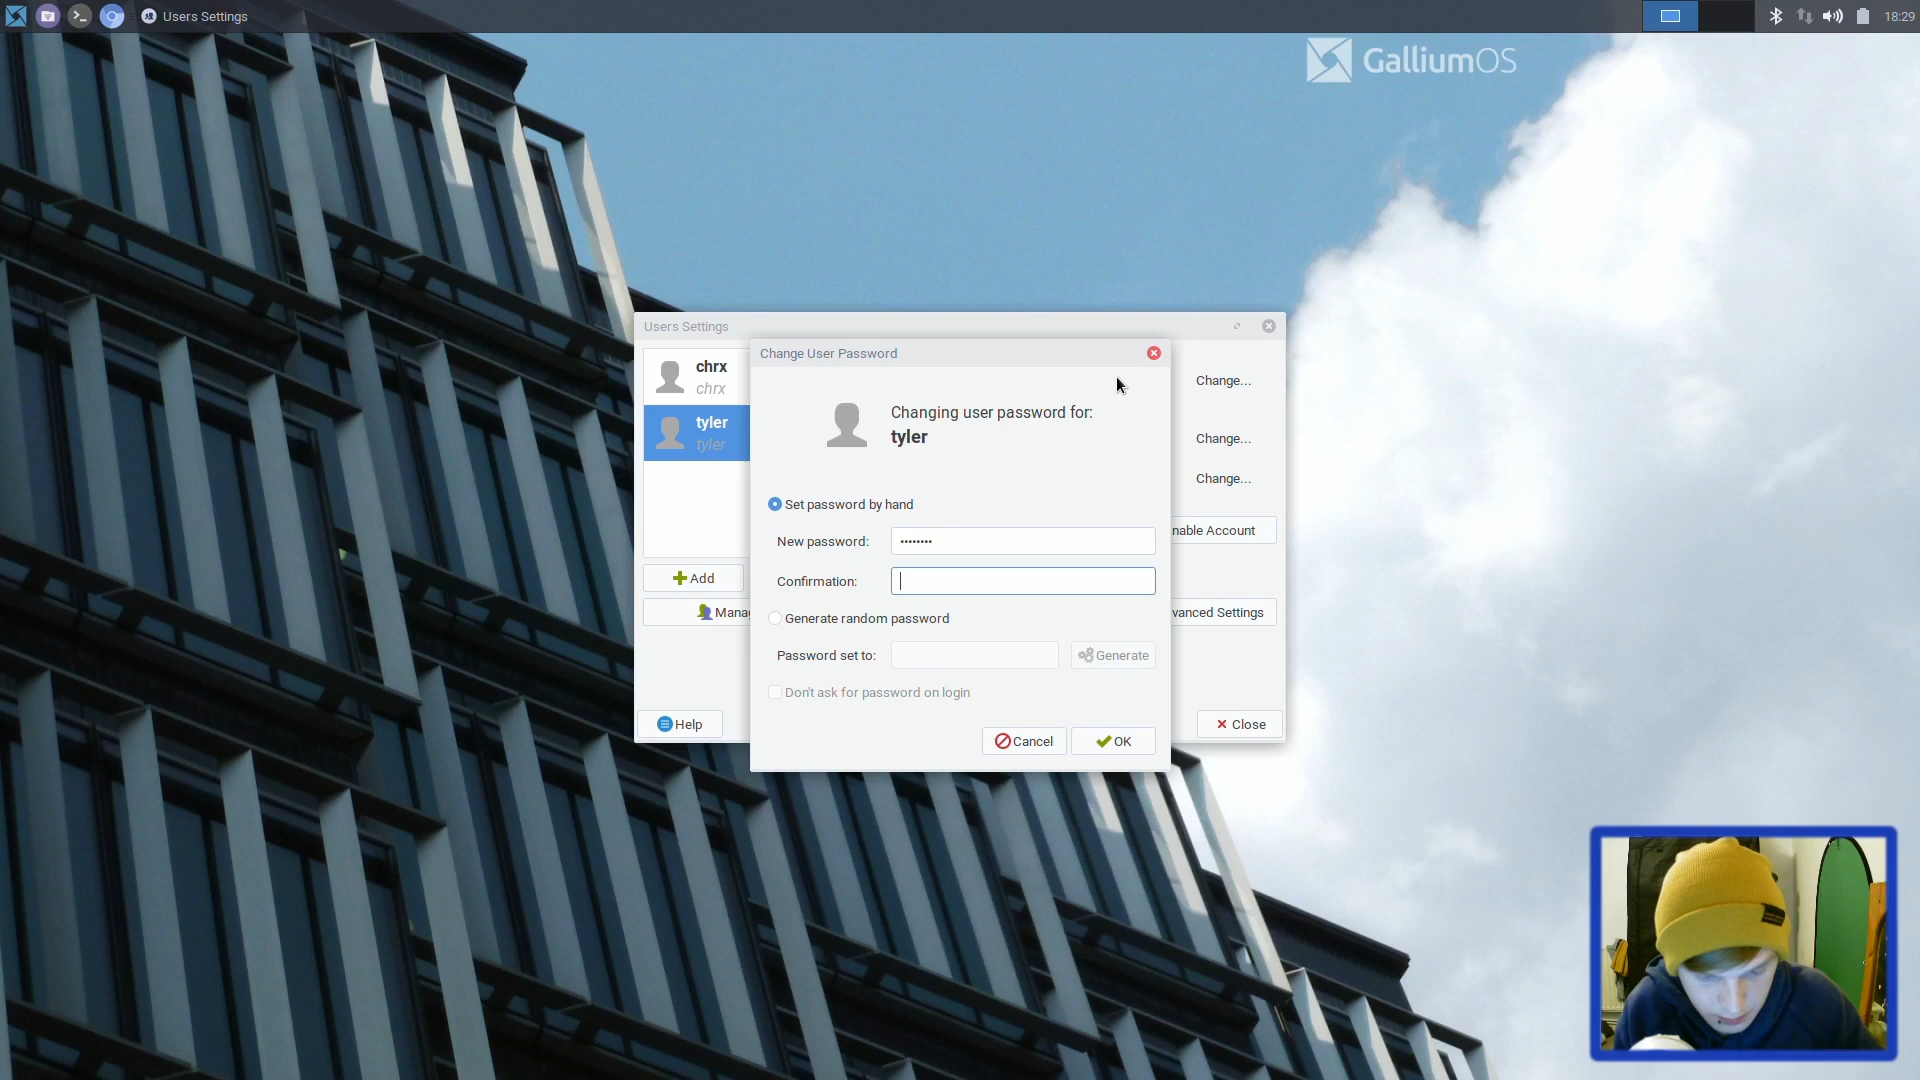 Users Settings
18:29
GalliumOS
Users Settings
chrx
chrx
tyler
tyler
Add
Manag
Help
Change User Password
Changing user password for:
tyler
Set password by hand
New password: ••••••••
Confirmation:
Generate random password
Password set to:
Generate
Don't ask for password on login
Cancel
OK
Change...
Change...
Change...
nable Account
vanced Settings
Close